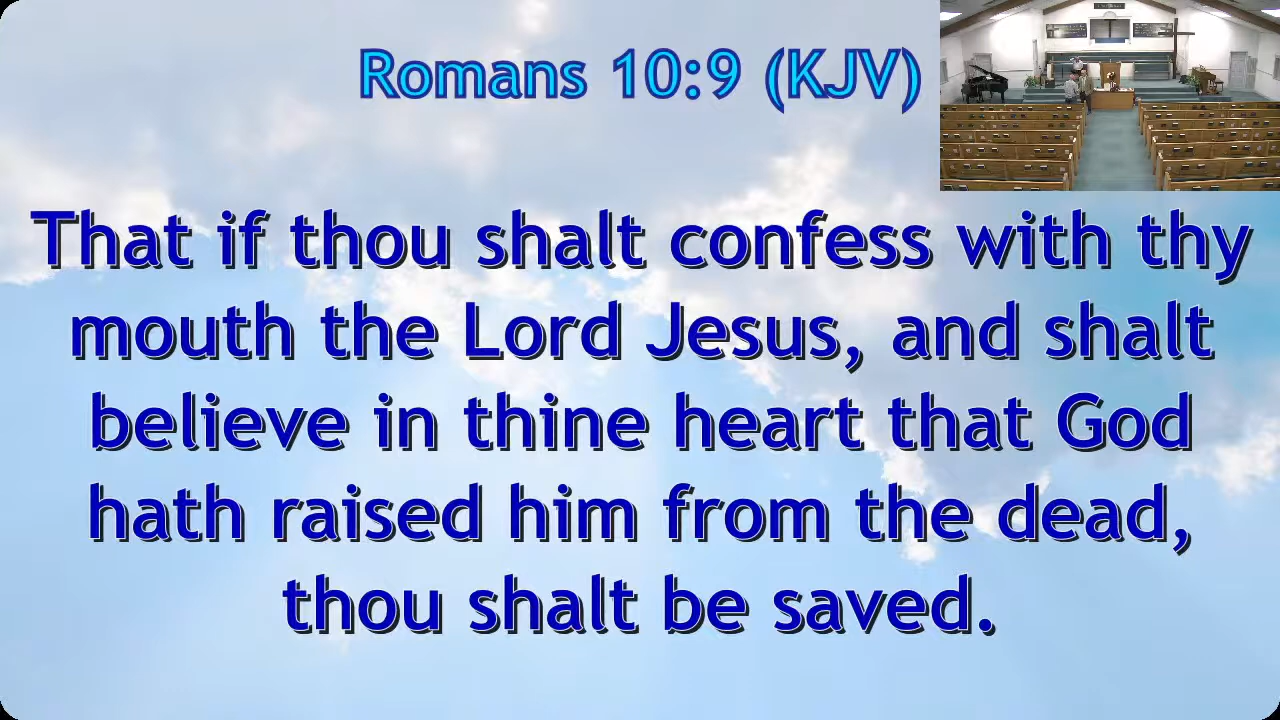 Romans 10:9 (KJV)
That if thou shalt confess with thy
mouth the Lord Jesus, and shalt
believe in thine heart that God
hath raised him from the dead,
thou shalt be saved.